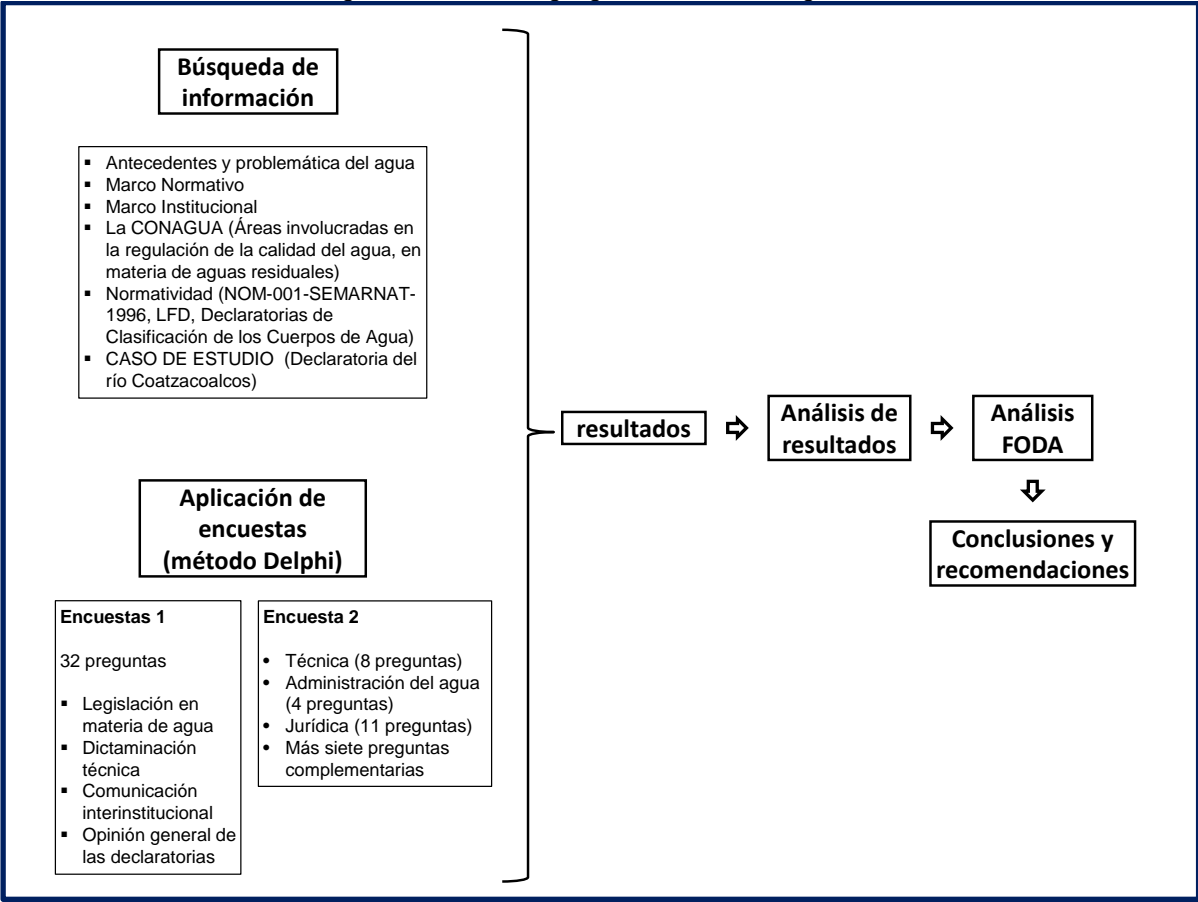 Búsqueda de
información
▪ Antecedentes y problemática del agua
▪ Marco Normativo
▪ Marco Institucional
▪ La CONAGUA (Áreas involucradas en
la regulación de la calidad del agua, en
materia de aguas residuales)
▪ Normatividad (NOM-001-SEMARNAT-
1996, LFD, Declaratorias de
Clasificación de los Cuerpos de Agua)
▪ CASO DE ESTUDIO (Declaratoria del
río Coatzacoalcos)
Aplicación de
encuestas
(método Delphi)
Encuestas 1
32 preguntas
▪ Legislación en
materia de agua
▪ Dictaminación
técnica
▪ Comunicación
interinstitucional
▪ Opinión general de
las declaratorias
Encuesta 2
• Técnica (8 preguntas)
• Administración del agua
(4 preguntas)
• Jurídica (11 preguntas)
• Más siete preguntas
complementarias
resultados
Análisis de
resultados
Análisis
FODA
Conclusiones y
recomendaciones